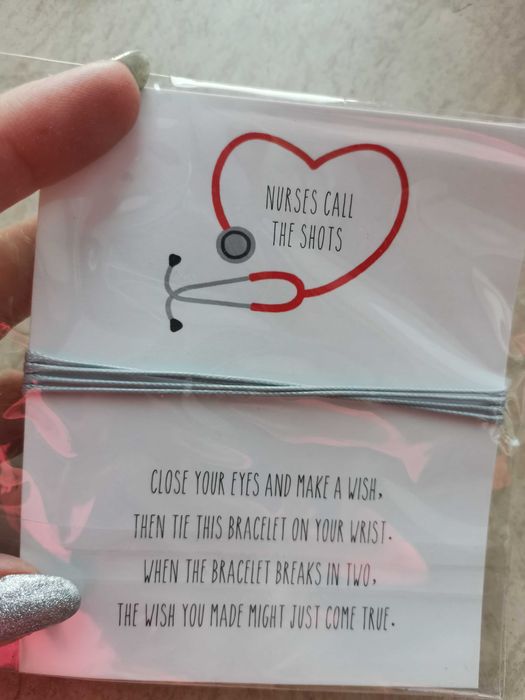 NURSES CALL
THE SHOTS
CLOSE YOUR EYES AND MAKE A WISH,
THEN TIE THIS BRACELET ON YOUR WRIST.
WHEN THE BRACELET BREAKS IN TWO,
THE WISH YOU MADE MIGHT JUST COME TRUE.